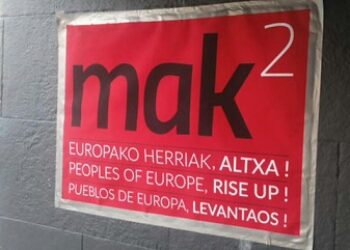 mak²
EUROPAKO HERRIAK, ALTXA !
PEOPLES OF EUROPE, RISE UP !
PUEBLOS DE EUROPA, LEVANTAOS !